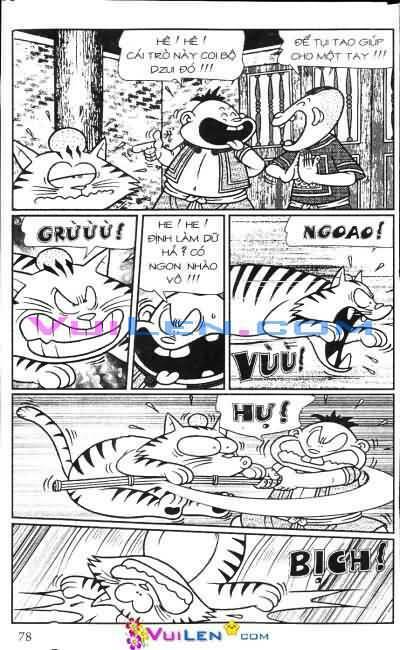 HÊ! HÊ!
CÁI TRÒ NÀY COI BỘ
DZUI ĐÓ !!!
ĐỂ TỤI TAO GIÚP
CHO MỘT TAY !!!
GRÙÙÙ!
HE! HE!
ĐỊNH LÀM DỮ
HẢ? CÓ
NGON NHÀO
VÔ !!!
NGOAO!
VÙÙ!
VuiLen.com
HỰ!
BỊCH!
78
VuiLen.com